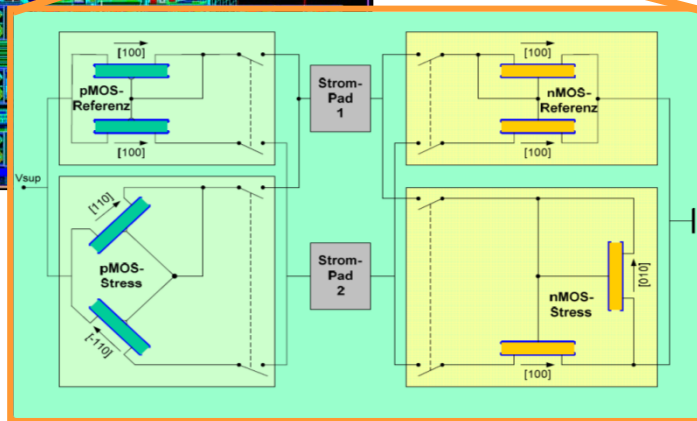 [100]
pMOS-
Referenz
[100]
Vsup
[110]
pMOS-
Stress
[-110]
Strom-
Pad
1
Strom-
Pad
2
[100]
nMOS-
Referenz
[100]
[010]
nMOS-
Stress
[100]